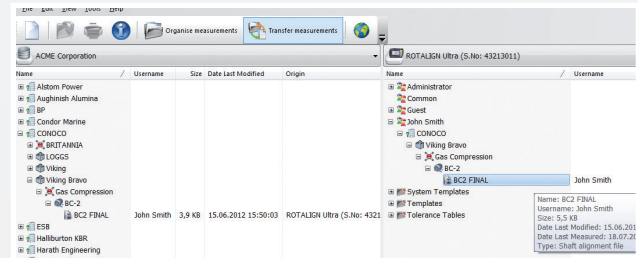 File Edit View Tools Help
Organise measurements Transfer measurements
ACME Corporation
Name / Username Size Date Last Modified Origin
Alstom Power
Aughinish Alumina
BP
Condor Marine
CONOCO
BRITANNIA
LOGGS
Viking
Viking Bravo
Gas Compression
BC-2
BC2 FINAL John Smith 3,9 KB 15.06.2012 15:50:03 ROTALIGN Ultra (S.No: 4321
ESB
Halliburton KBR
Harath Engineering
ROTALIGN Ultra (S.No: 43213011)
Name / Username
Administrator
Common
Guest
John Smith
CONOCO
Viking Bravo
Gas Compression
BC-2
BC2 FINAL John Smith
System Templates
Templates
Tolerance Tables
Name: BC2 FINAL
Username: John Smith
Size: 5,5 KB
Date Last Modified: 15.06.201
Date Last Measured: 18.07.20
Type: Shaft alignment file